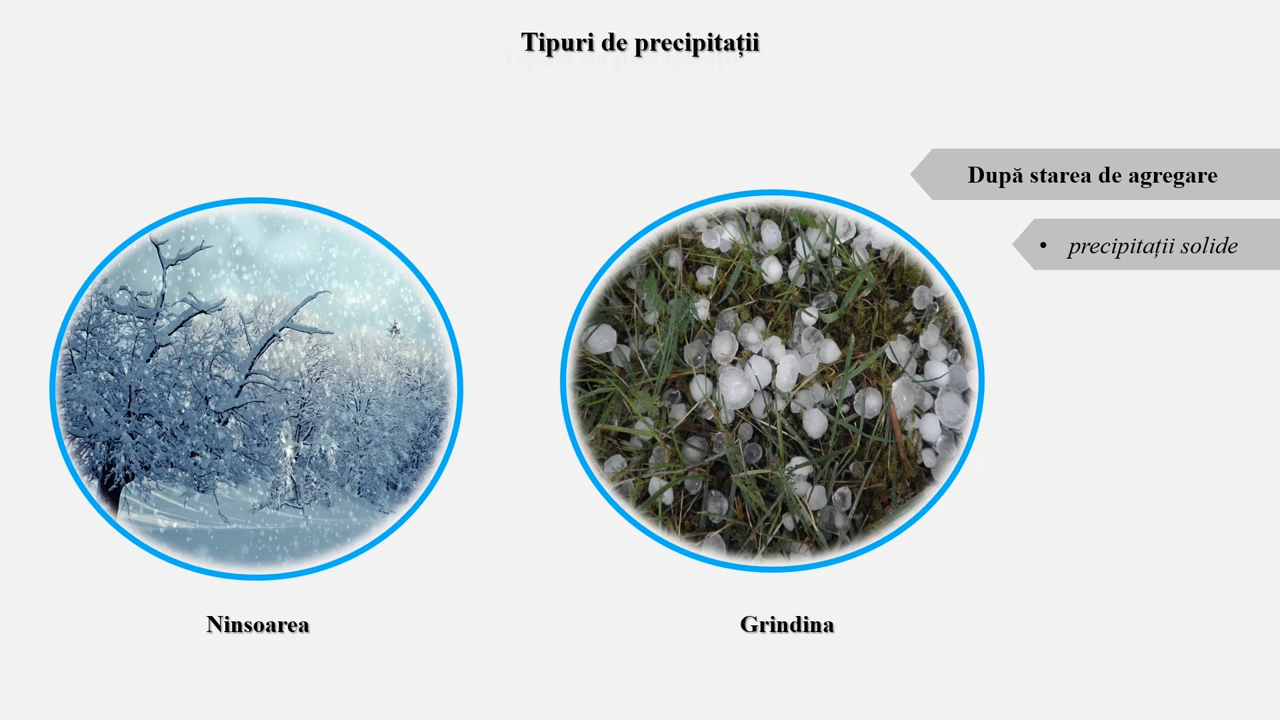 Tipuri de precipitații
După starea de agregare
• precipitații solide
Ninsoarea
Grindina